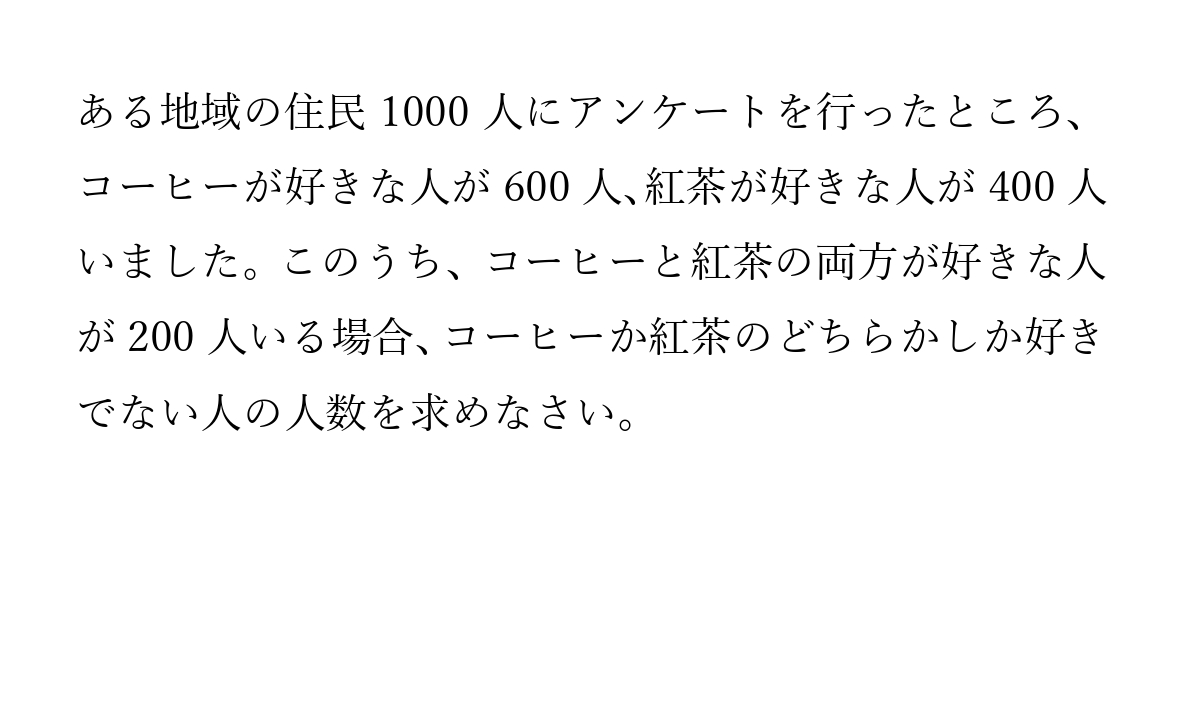 ある地域の住民 1000 人にアンケートを行ったところ、
コーヒーが好きな人が 600 人、紅茶が好きな人が 400 人
いました。このうち、コーヒーと紅茶の両方が好きな人
が 200 人いる場合、コーヒーか紅茶のどちらかしか好き
でない人の人数を求めなさい。